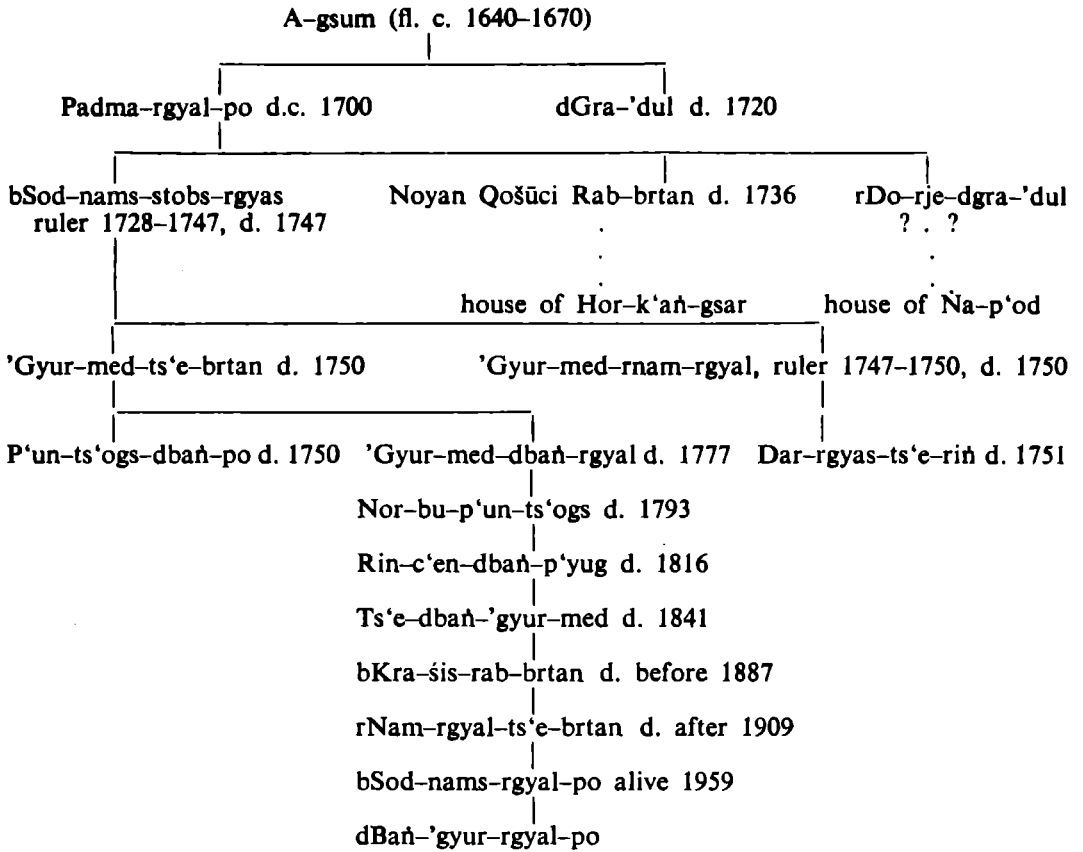 A–gsum (fl. c. 1640–1670)
Padma–rgyal–po d.c. 1700 dGra–’dul d. 1720
bSod–nams–stobs–rgyas Noyan Qošūci Rab–brtan d. 1736 rDo–rje–dgra–’dul
ruler 1728–1747, d. 1747 ? . ?
house of Hor–k‘aṅ–gsar house of Ṅa–p‘od
’Gyur–med–ts‘e–brtan d. 1750 ’Gyur–med–rnam–rgyal, ruler 1747–1750, d. 1750
P‘un–ts‘ogs–dbaṅ–po d. 1750 ’Gyur–med–dbaṅ–rgyal d. 1777 Dar–rgyas–ts‘e–riṅ d. 1751
Nor–bu–p‘un–ts‘ogs d. 1793
Rin–c‘en–dbaṅ–p‘yug d. 1816
Ts‘e–dbaṅ–’gyur–med d. 1841
bKra–śis–rab–brtan d. before 1887
rNam–rgyal–ts‘e–brtan d. after 1909
bSod–nams–rgyal–po alive 1959
dBaṅ–’gyur–rgyal–po